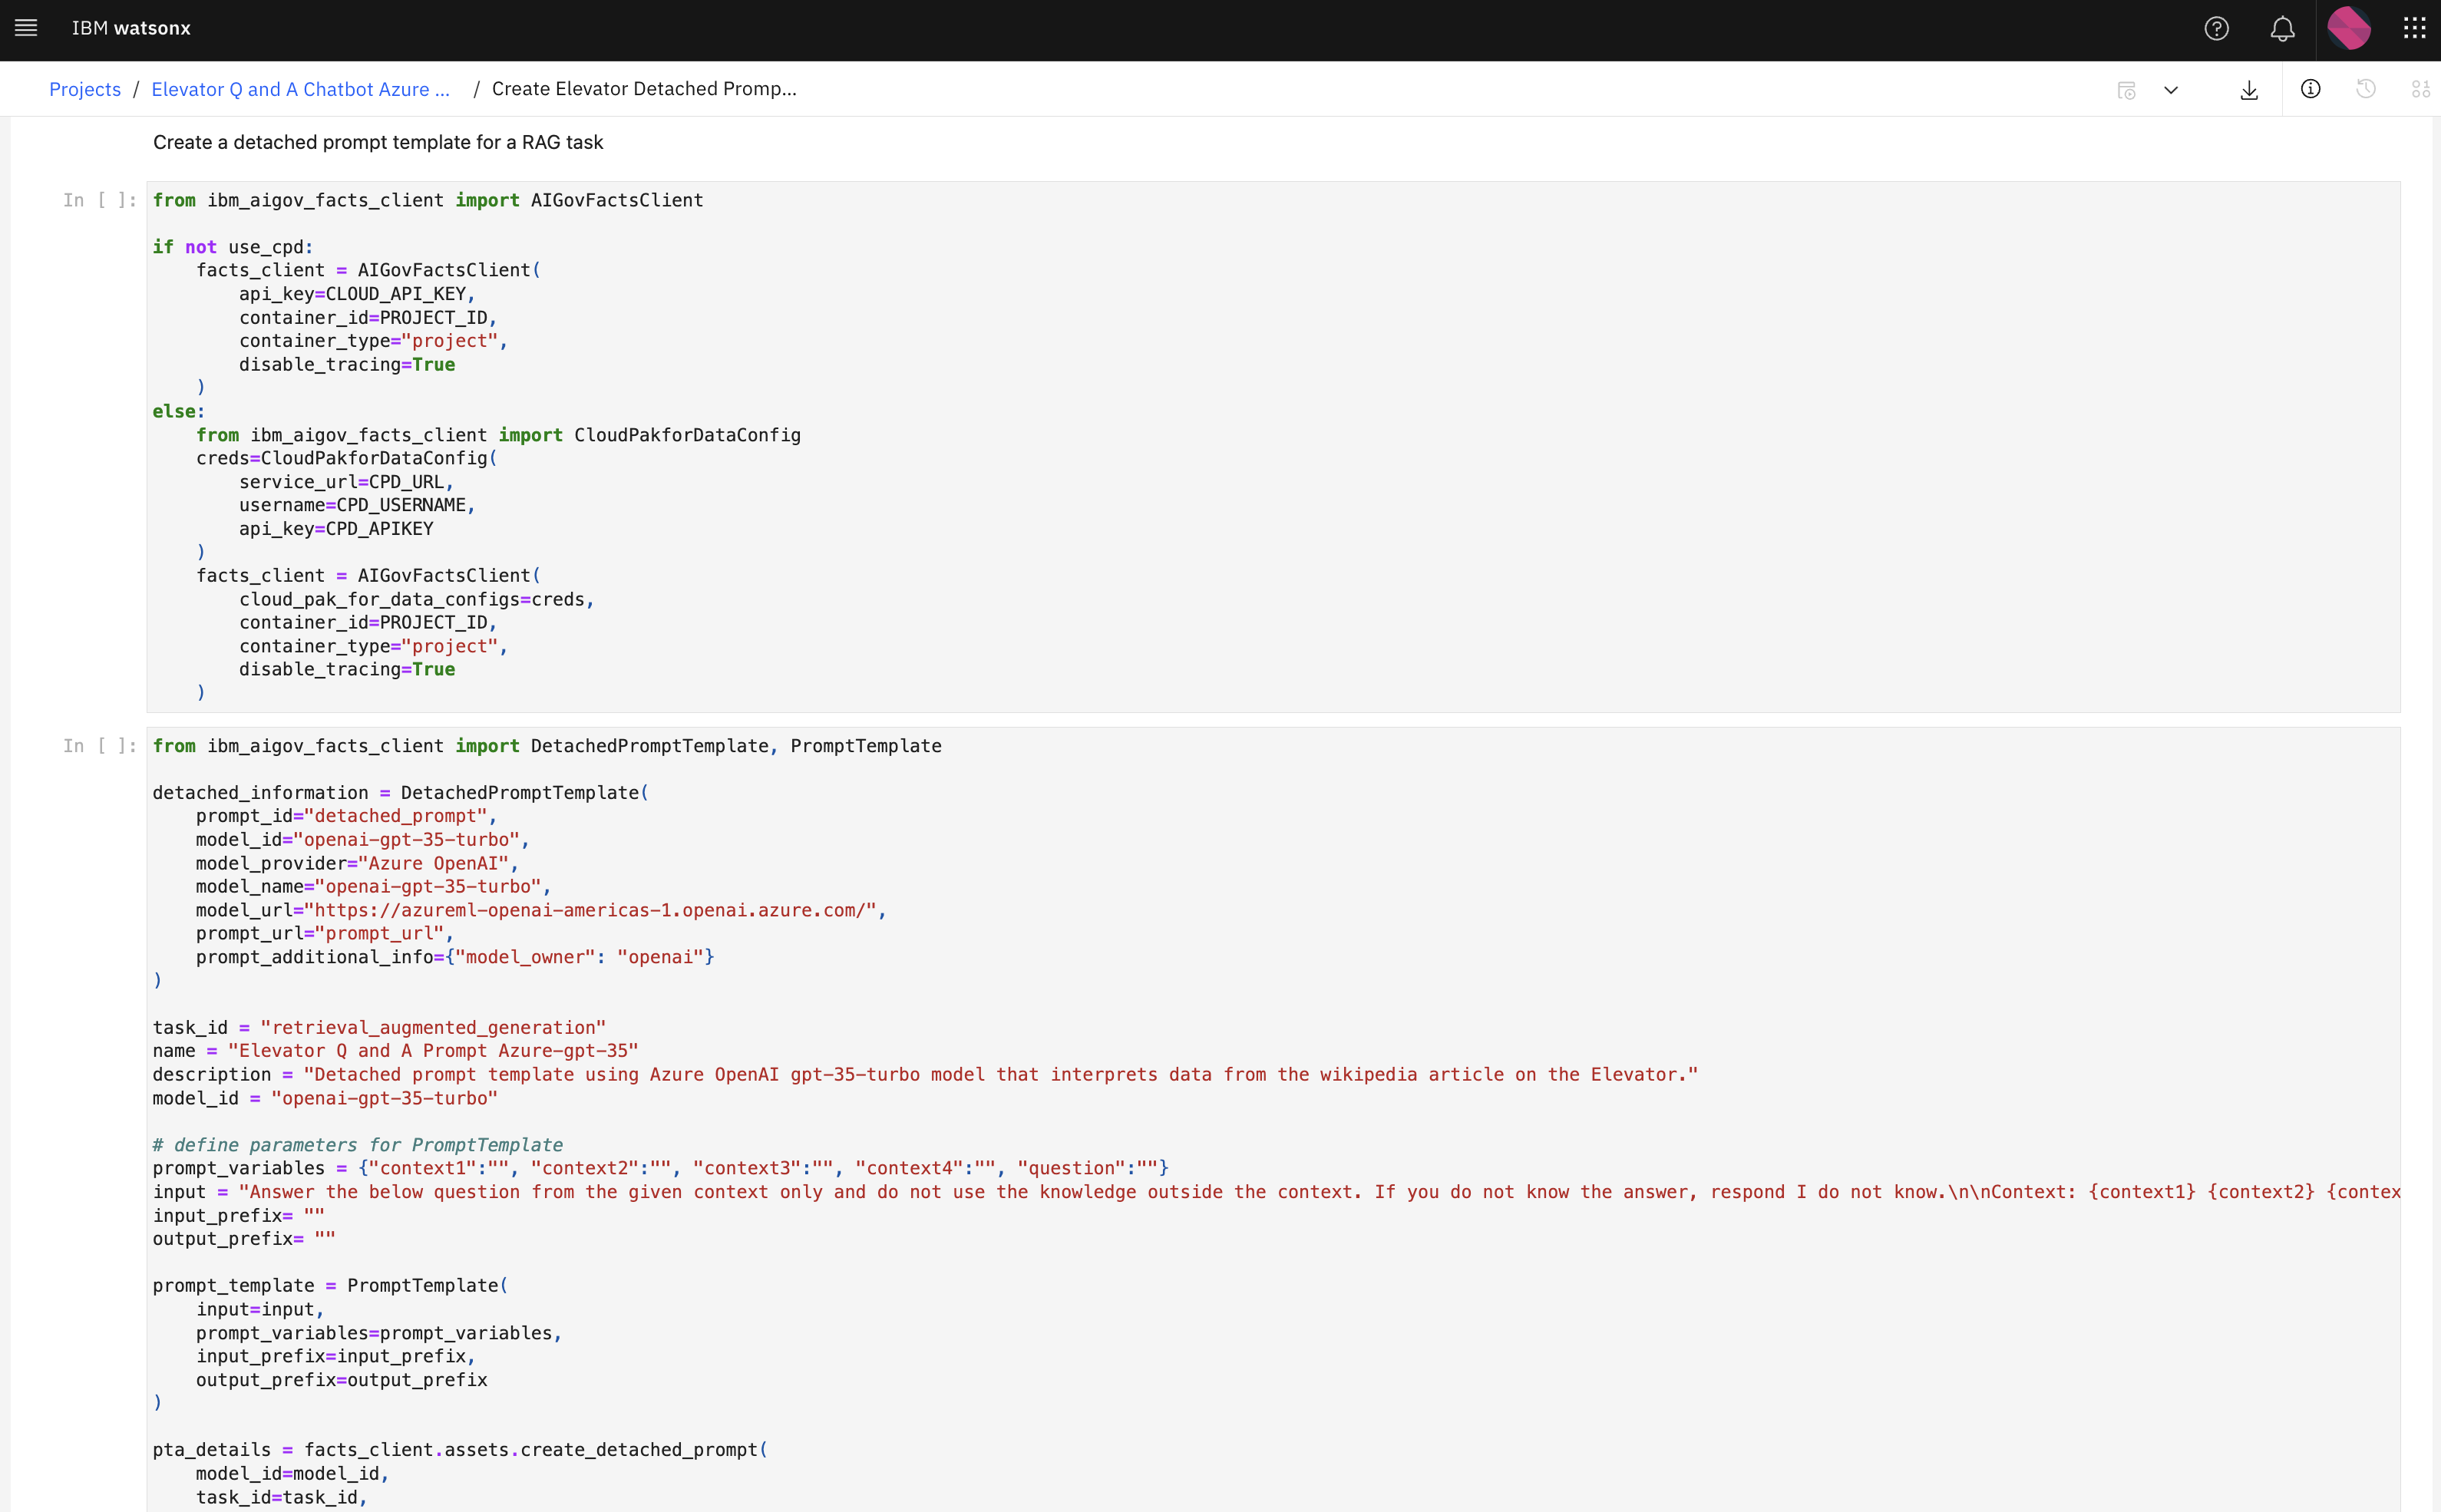 IBM watsonx
Projects / Elevator Q and A Chatbot Azure ... / Create Elevator Detached Promp...
Create a detached prompt template for a RAG task
In [ ]:
from ibm_aigov_facts_client import AIGovFactsClient
if not use_cpd:
    facts_client = AIGovFactsClient(
        api_key=CLOUD_API_KEY,
        container_id=PROJECT_ID,
        container_type="project",
        disable_tracing=True
    )
else:
    from ibm_aigov_facts_client import CloudPakforDataConfig
    creds=CloudPakforDataConfig(
        service_url=CPD_URL,
        username=CPD_USERNAME,
        api_key=CPD_APIKEY
    )
    facts_client = AIGovFactsClient(
        cloud_pak_for_data_configs=creds,
        container_id=PROJECT_ID,
        container_type="project",
        disable_tracing=True
    )
In [ ]:
from ibm_aigov_facts_client import DetachedPromptTemplate, PromptTemplate
detached_information = DetachedPromptTemplate(
    prompt_id="detached_prompt",
    model_id="openai-gpt-35-turbo",
    model_provider="Azure OpenAI",
    model_name="openai-gpt-35-turbo",
    model_url="https://azureml-openai-americas-1.openai.azure.com/",
    prompt_url="prompt_url",
    prompt_additional_info={"model_owner": "openai"}
)
task_id = "retrieval_augmented_generation"
name = "Elevator Q and A Prompt Azure-gpt-35"
description = "Detached prompt template using Azure OpenAI gpt-35-turbo model that interprets data from the wikipedia article on the Elevator."
model_id = "openai-gpt-35-turbo"
# define parameters for PromptTemplate
prompt_variables = {"context1":"", "context2":"", "context3":"", "context4":"", "question":""}
input = "Answer the below question from the given context only and do not use the knowledge outside the context. If you do not know the answer, respond I do not know.\n\nContext: {context1} {context2} {contex
input_prefix= ""
output_prefix= ""
prompt_template = PromptTemplate(
    input=input,
    prompt_variables=prompt_variables,
    input_prefix=input_prefix,
    output_prefix=output_prefix
)
pta_details = facts_client.assets.create_detached_prompt(
    model_id=model_id,
    task_id=task_id,